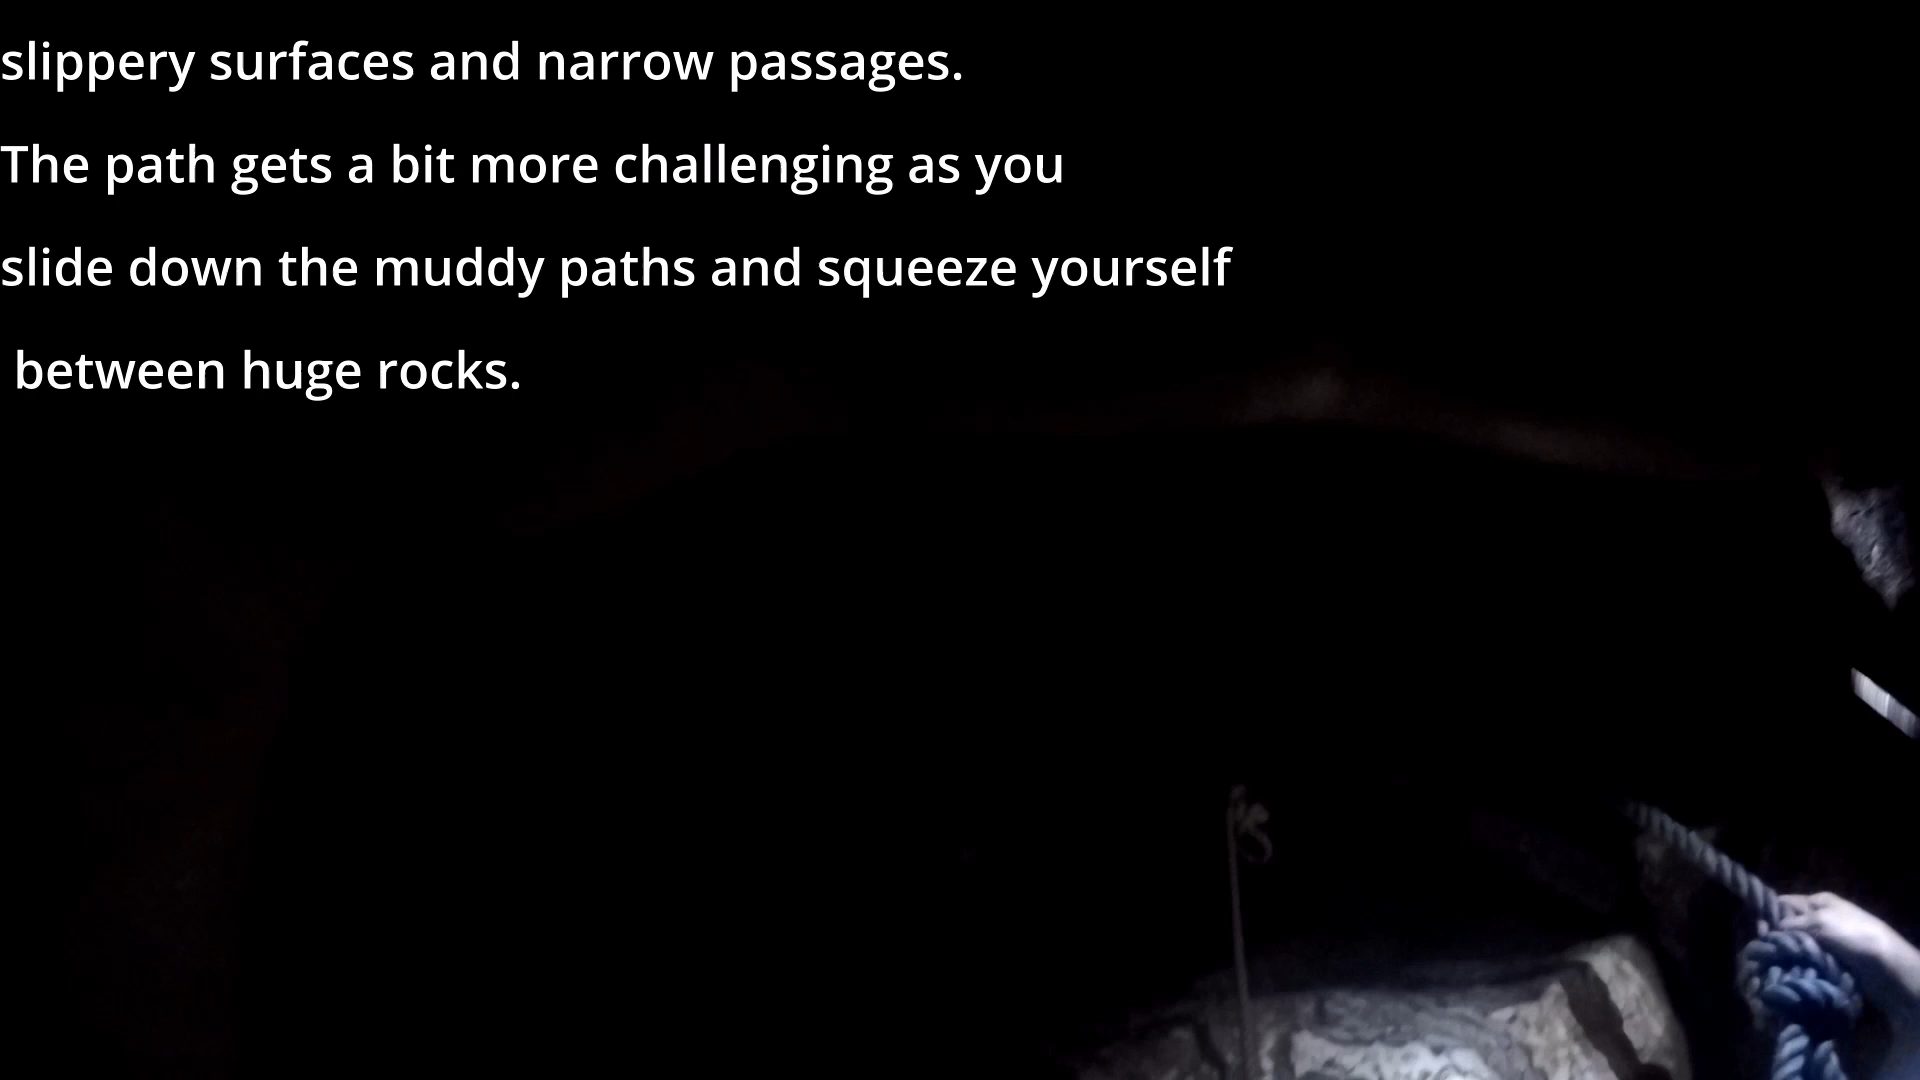 slippery surfaces and narrow passages.
The path gets a bit more challenging as you
slide down the muddy paths and squeeze yourself
between huge rocks.